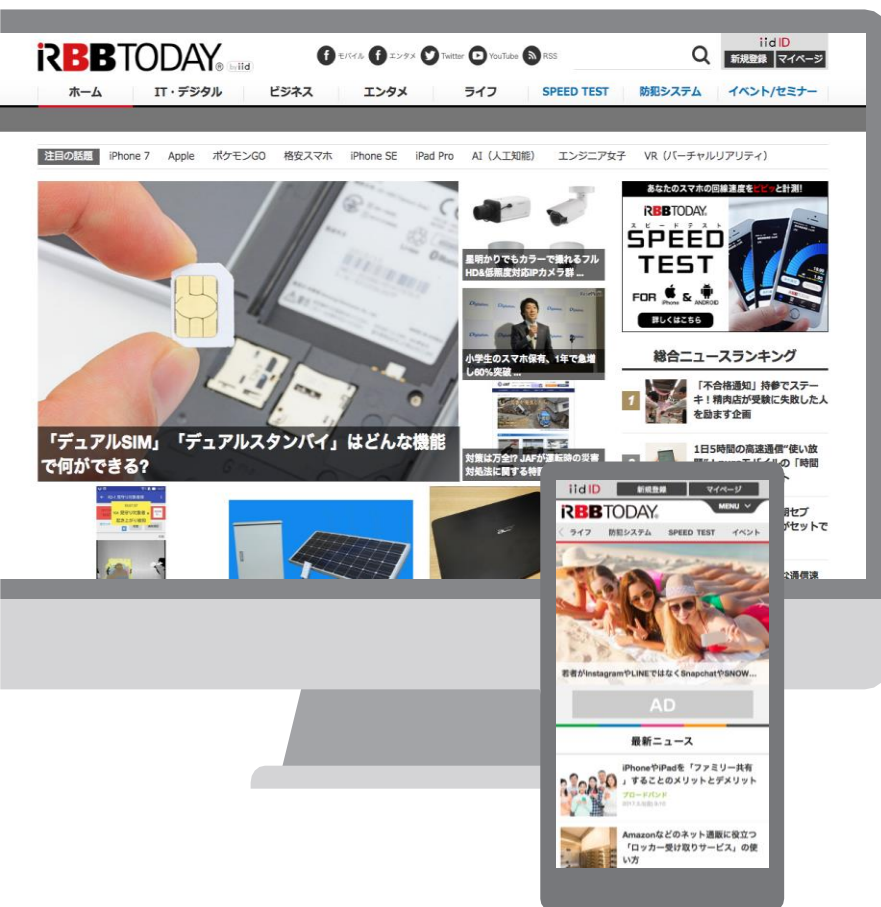 RBBTODAY® by iid
モバイル エンタメ Twitter YouTube RSS
iid ID
新規登録 マイページ
ホーム IT・デジタル ビジネス エンタメ ライフ SPEED TEST 防犯システム イベント/セミナー
注目の話題 iPhone 7 Apple ポケモンGO 格安スマホ iPhone SE iPad Pro AI（人工知能） エンジニア女子 VR（バーチャルリアリティ）
「デュアルSIM」「デュアルスタンバイ」はどんな機能
で何ができる?
星明かりでもカラーで撮れるフル
HD&低照度対応IPカメラ群 ...
小学生のスマホ保有、1年で急増
し60%突破 ...
対策は万全!? JAFが運転時の災害
対処法に関する特
あなたのスマホの回線速度をビビッと計測!
RBBTODAY.
スピードテスト
SPEED
TEST
FOR iPhone & ANDROID
詳しくはこちら
総合ニュースランキング
1
「不合格通知」持参でステー
キ！精肉店が受験に失敗した人
を励ます企画
1日5時間の高速通信"使い放
の「時間
セブ
がセットで
な通信速
iid ID 新規登録 マイページ
RBBTODAY. MENU
ライフ 防犯システム SPEED TEST イベント
若者がInstagramやLINEではなくSnapchatやSNOW...
AD
最新ニュース
iPhoneやiPadを「ファミリー共有
」することのメリットとデメリット
ブロードバンド
Amazonなどのネット通販に役立つ
「ロッカー受け取りサービス」の使
い方